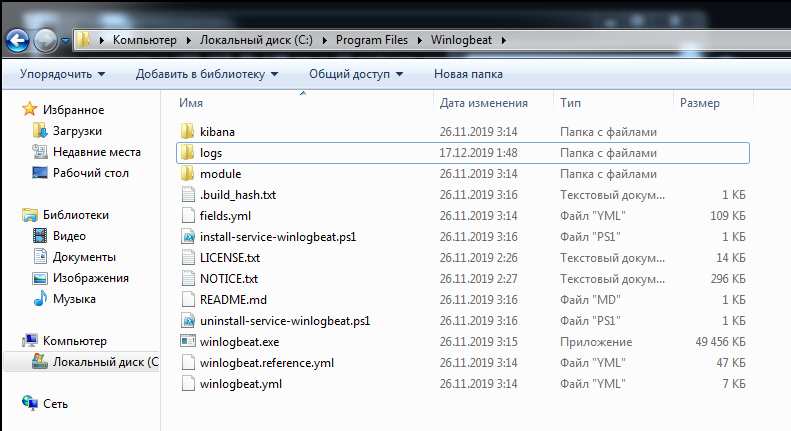 Компьютер Локальный диск (C:) Program Files Winlogbeat
Упорядочить Добавить в библиотеку Общий доступ Новая папка
Избранное
Загрузки
Недавние места
Рабочий стол
Библиотеки
Видео
Документы
Изображения
Музыка
Компьютер
Локальный диск (C
Сеть
Имя Дата изменения Тип Размер
kibana 26.11.2019 3:14 Папка с файлами
logs 17.12.2019 1:48 Папка с файлами
module 26.11.2019 3:14 Папка с файлами
.build_hash.txt 26.11.2019 3:16 Текстовый докум... 1 КБ
fields.yml 26.11.2019 3:14 Файл "YML" 109 КБ
install-service-winlogbeat.ps1 26.11.2019 3:16 Файл "PS1" 1 КБ
LICENSE.txt 26.11.2019 2:26 Текстовый докум... 14 КБ
NOTICE.txt 26.11.2019 2:27 Текстовый докум... 296 КБ
README.md 26.11.2019 3:16 Файл "MD" 1 КБ
uninstall-service-winlogbeat.ps1 26.11.2019 3:16 Файл "PS1" 1 КБ
winlogbeat.exe 26.11.2019 3:15 Приложение 49 456 КБ
winlogbeat.reference.yml 26.11.2019 3:14 Файл "YML" 47 КБ
winlogbeat.yml 26.11.2019 3:14 Файл "YML" 7 КБ